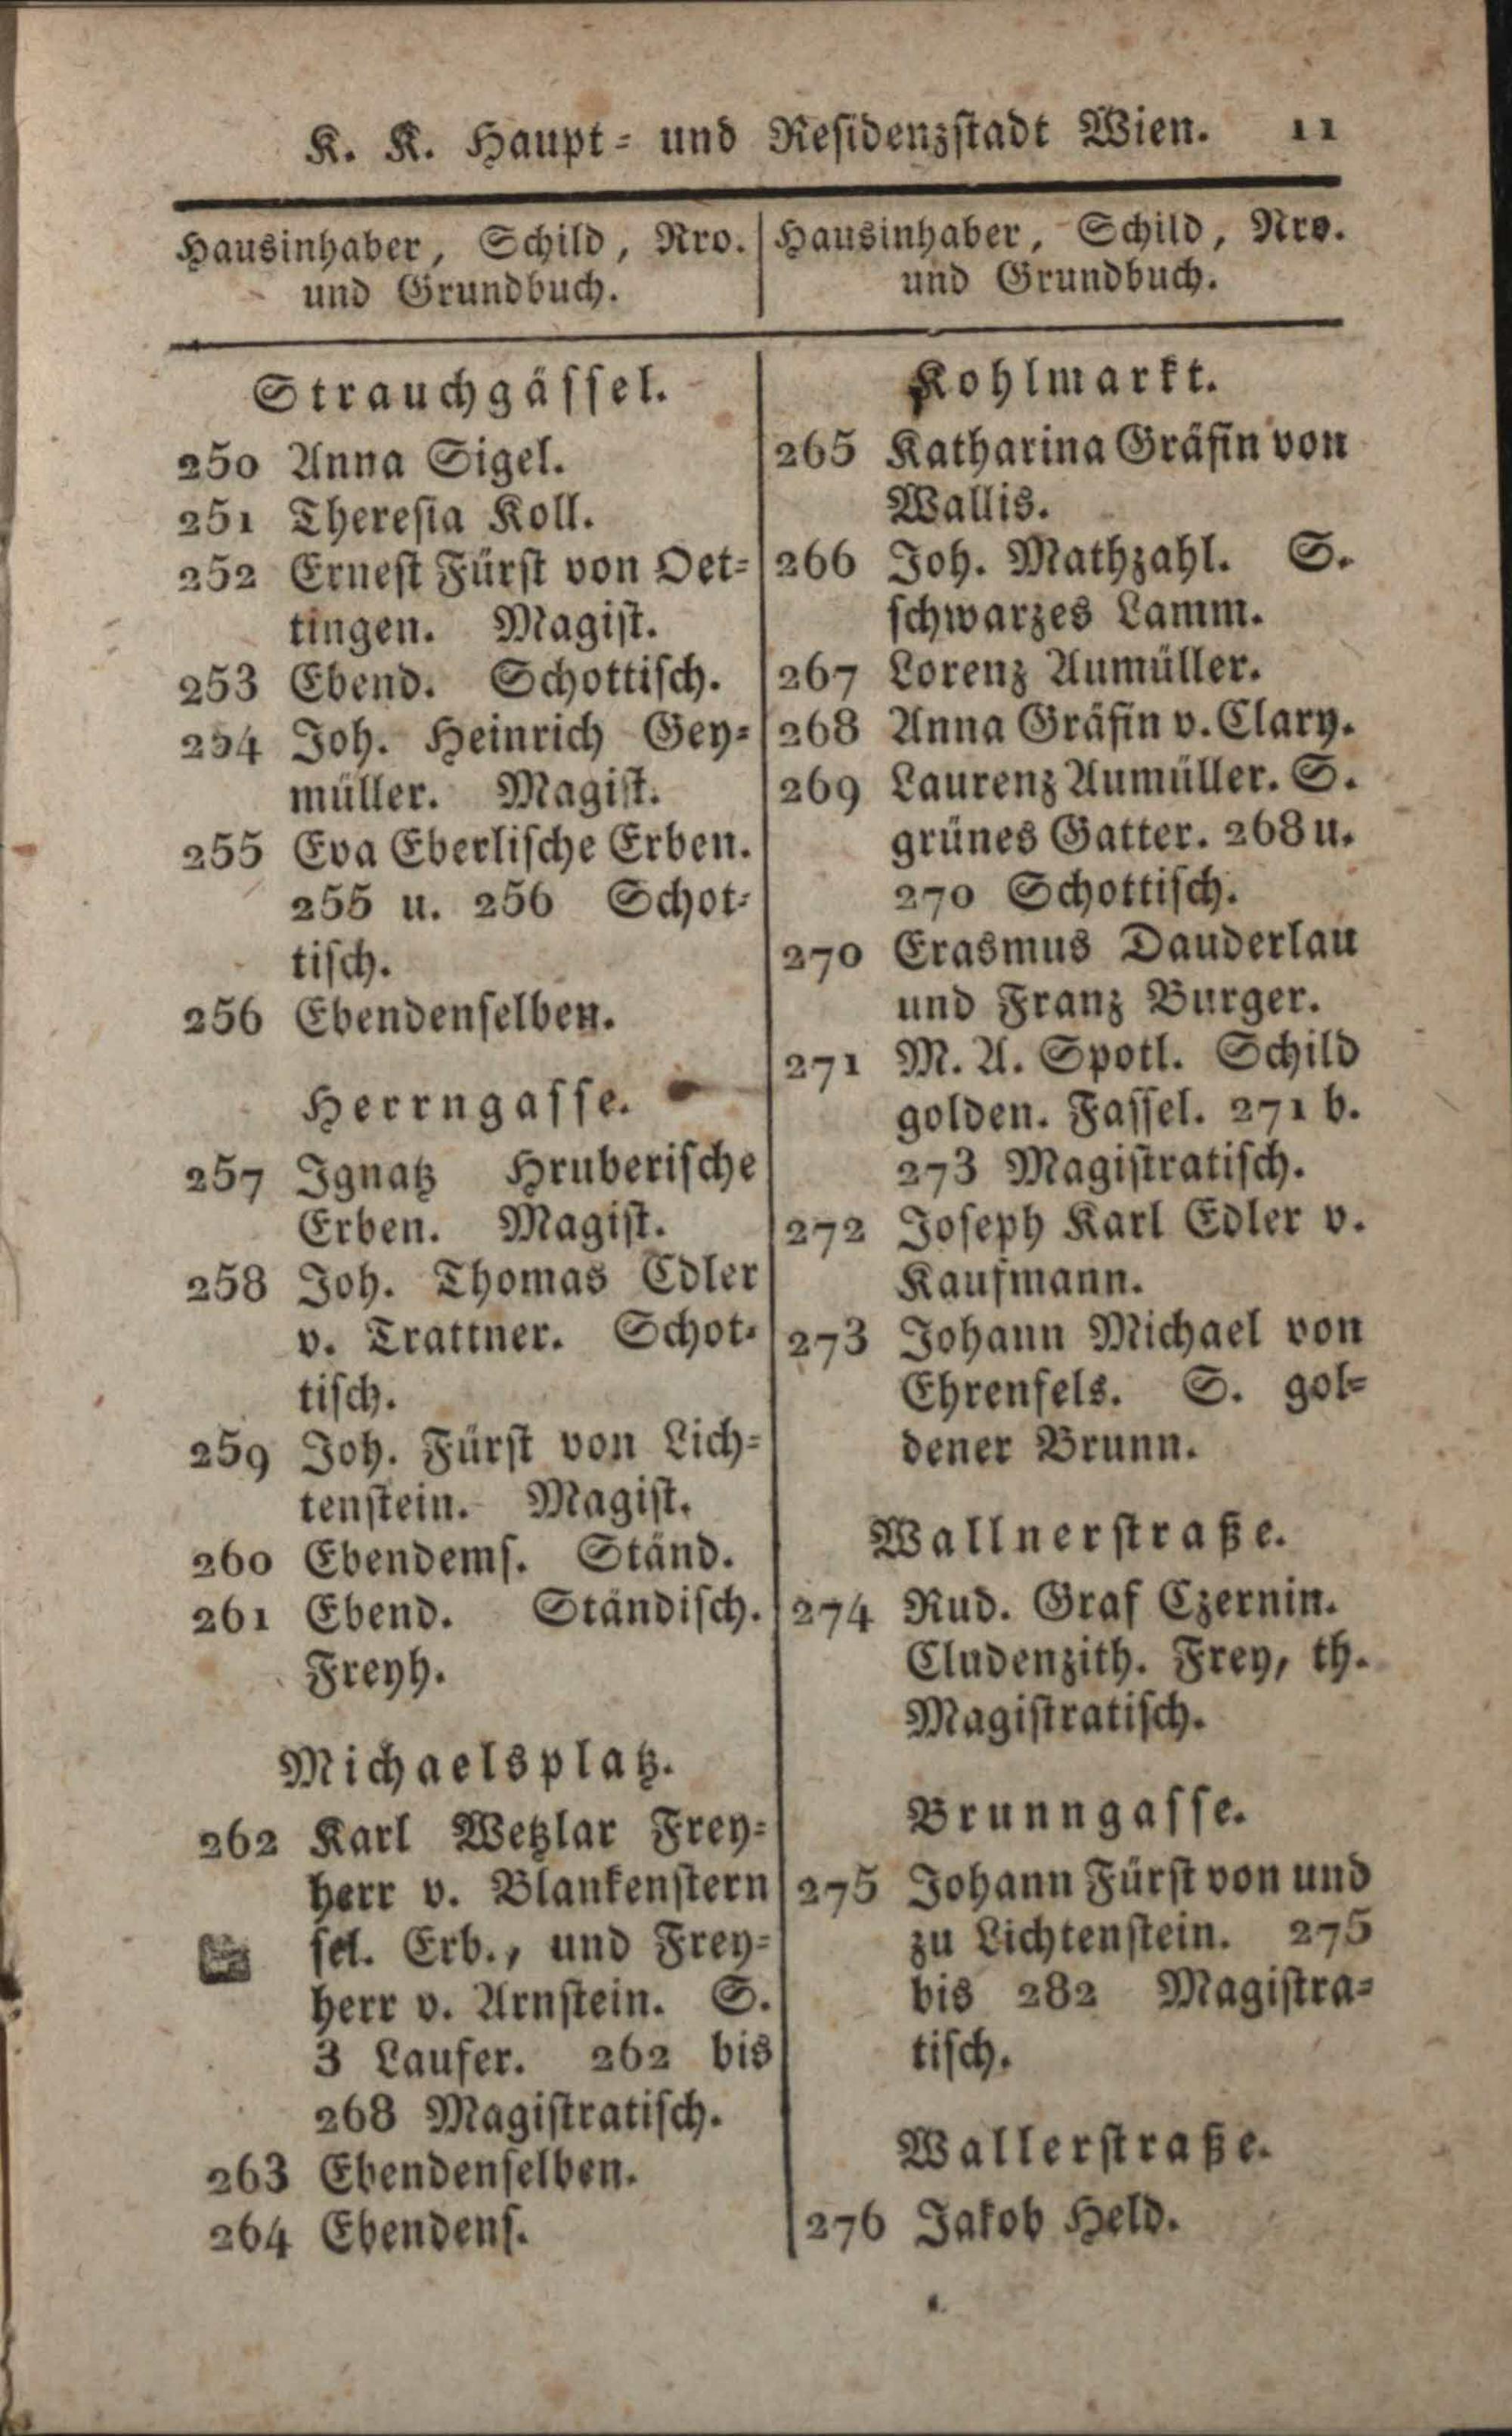 K. K. Haupt- und Residenzstadt Wien. 11
Hausinhaber, Schild, Nro.
und Grundbuch.
Strauchgässel.
250 Anna Sigel.
251 Theresia Koll.
252 Ernest Fürst von Oet-
tingen. Magist.
253 Ebend. Schottisch.
254 Joh. Heinrich Gey-
müller. Magist.
255 Eva Eberlische Erben.
255 u. 256 Schot-
tisch.
256 Ebendenselben.
Herrngasse.
257 Ignatz Hruberische
Erben. Magist.
258 Joh. Thomas Edler
v. Trattner. Schot-
tisch.
259 Joh. Fürst von Lich-
tenstein. Magist.
260 Ebendems. Ständ.
261 Ebend. Ständisch.
Freyh.
Michaelsplatz.
262 Karl Wetzlar Frey-
herr v. Blankenstern
sel. Erb., und Frey-
herr v. Arnstein. S.
3 Laufer. 262 bis
268 Magistratisch.
263 Ebendenselben.
264 Ebendens.
Hausinhaber, Schild, Nro.
und Grundbuch.
Kohlmarkt.
265 Katharina Gräfin von
Wallis.
266 Joh. Mathzahl. S.
schwarzes Lamm.
267 Lorenz Aumüller.
268 Anna Gräfin v. Clary.
269 Laurenz Aumüller. S.
grünes Gatter. 268 u.
270 Schottisch.
270 Erasmus Dauderlau
und Franz Burger.
271 M. A. Spotl. Schild
golden. Fassel. 271 b.
273 Magistratisch.
272 Joseph Karl Edler v.
Kaufmann.
273 Johann Michael von
Ehrenfels. S. gol-
dener Brunn.
Wallnerstraße.
274 Rud. Graf Czernin.
Cludenzith. Frey, th.
Magistratisch.
Brunngasse.
275 Johann Fürst von und
zu Lichtenstein. 275
bis 282 Magistra-
tisch.
Wallerstraße.
276 Jakob Held.